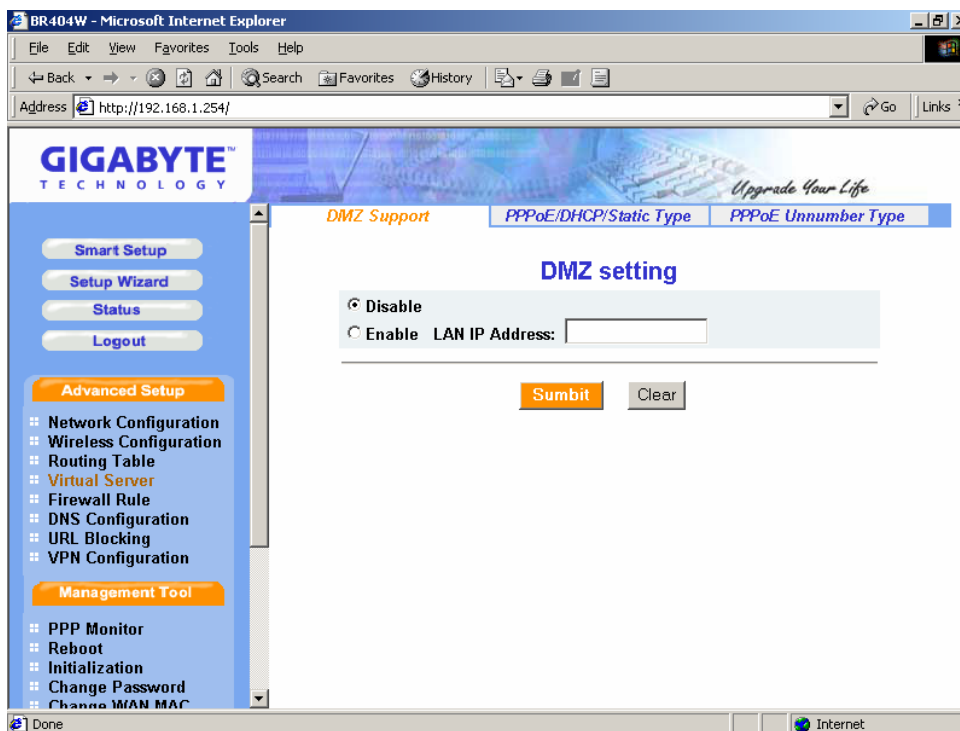 BR404W - Microsoft Internet Explorer
File Edit View Favorites Tools Help
Back Search Favorites History
Address http://192.168.1.254/ Go Links
GIGABYTE™
TECHNOLOGY
Upgrade Your Life
DMZ Support PPPoE/DHCP/Static Type PPPoE Unnumber Type
Smart Setup
Setup Wizard
Status
Logout
Advanced Setup
Network Configuration
Wireless Configuration
Routing Table
Virtual Server
Firewall Rule
DNS Configuration
URL Blocking
VPN Configuration
Management Tool
PPP Monitor
Reboot
Initialization
Change Password
Change WAN MAC
DMZ setting
Disable
Enable LAN IP Address:
Sumbit Clear
Done Internet